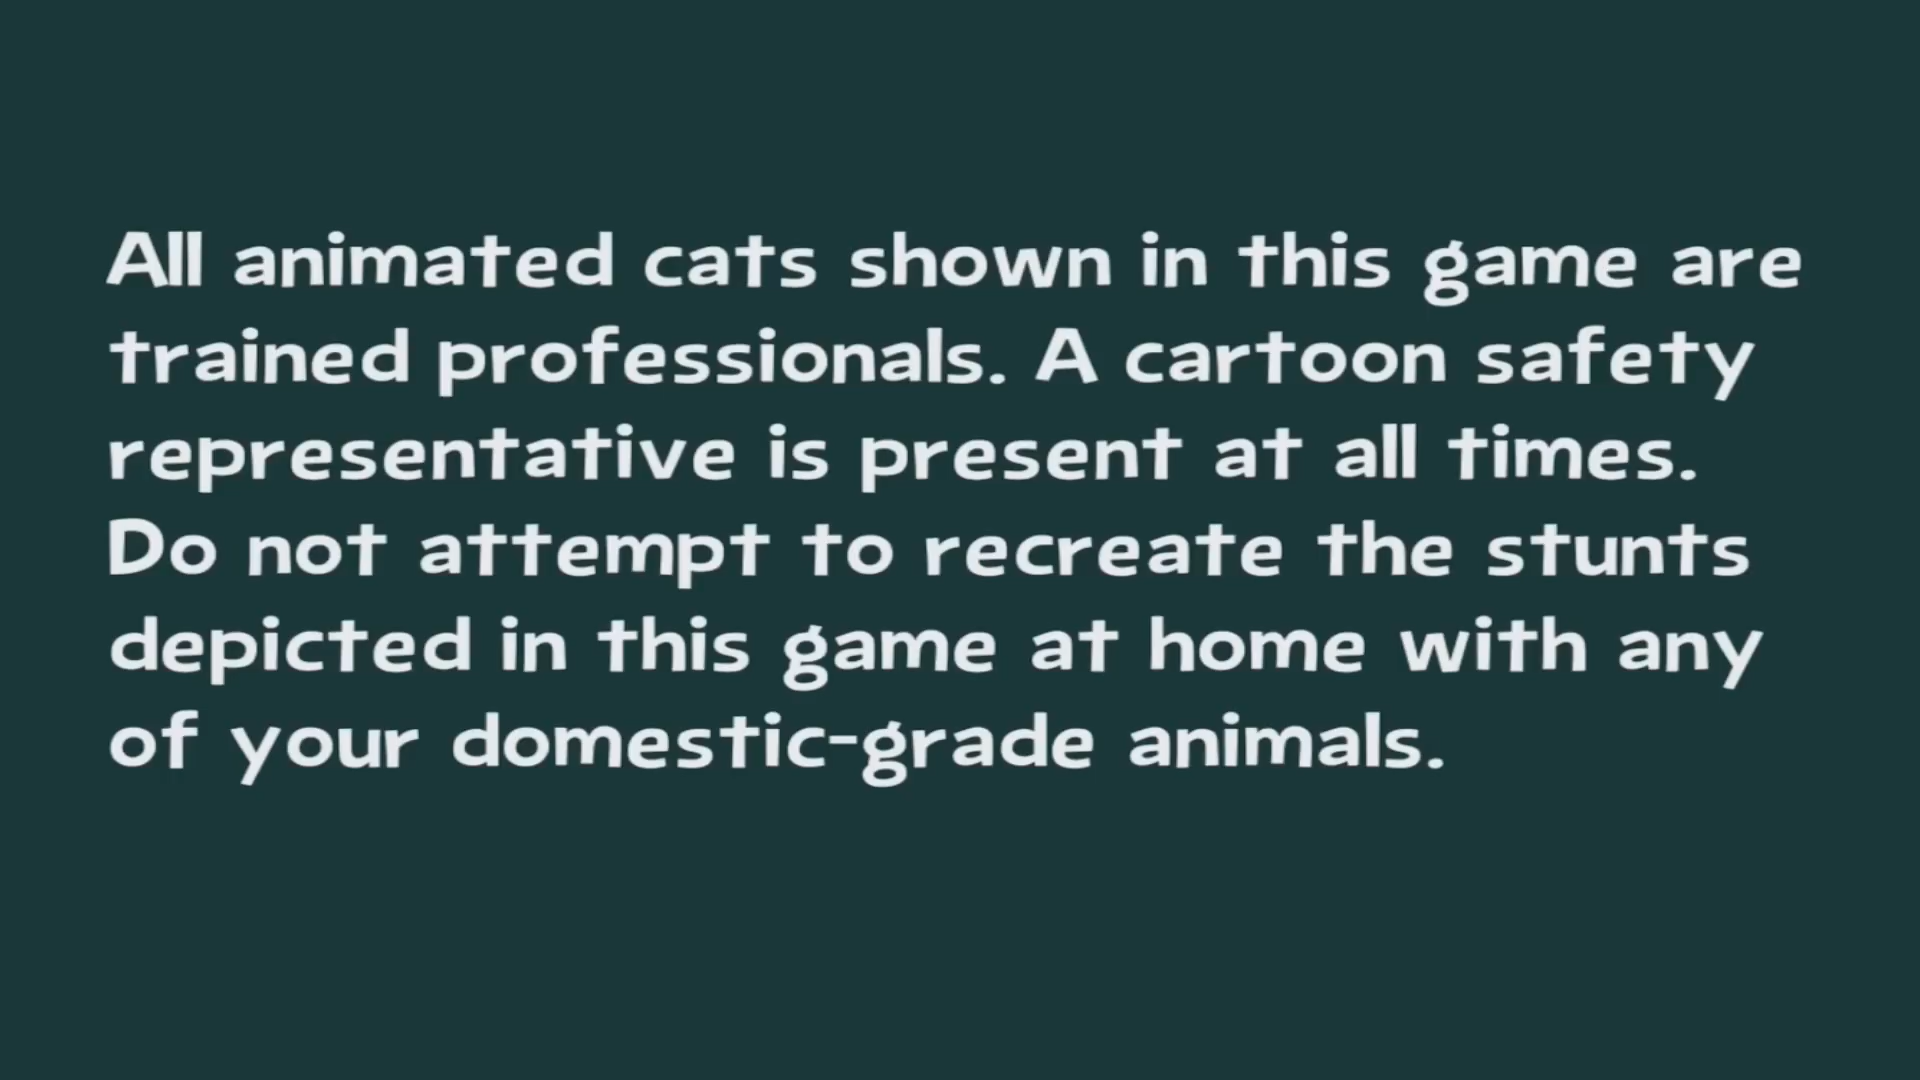 All animated cats shown in this game are
trained professionals. A cartoon safety
representative is present at all times.
Do not attempt to recreate the stunts
depicted in this game at home with any
of your domestic-grade animals.